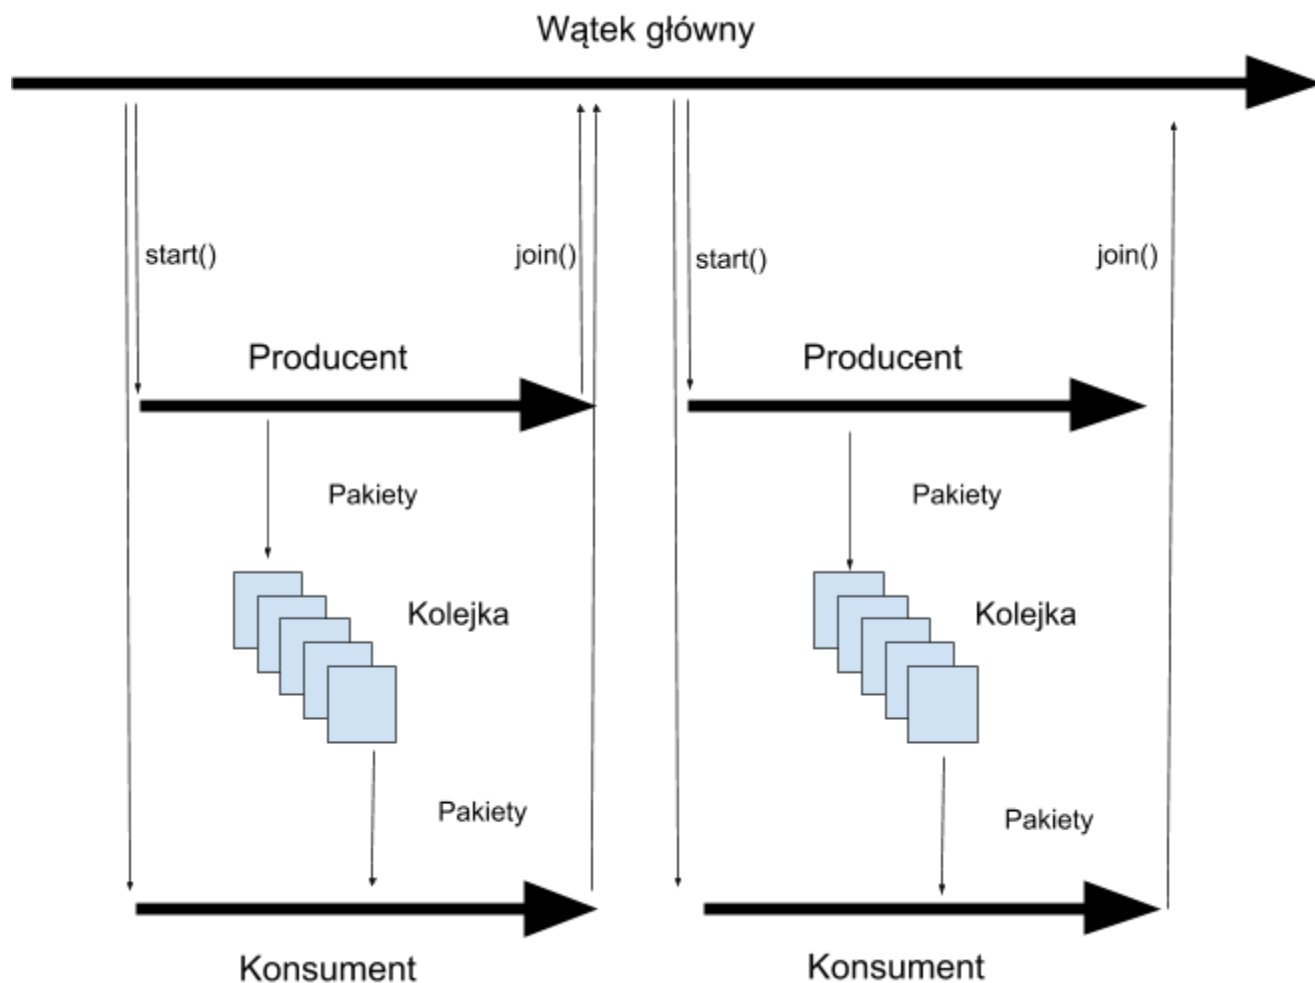 Wątek główny
start()
join()
start()
join()
Producent
Producent
Pakiety
Pakiety
Kolejka
Kolejka
Pakiety
Pakiety
Konsument
Konsument